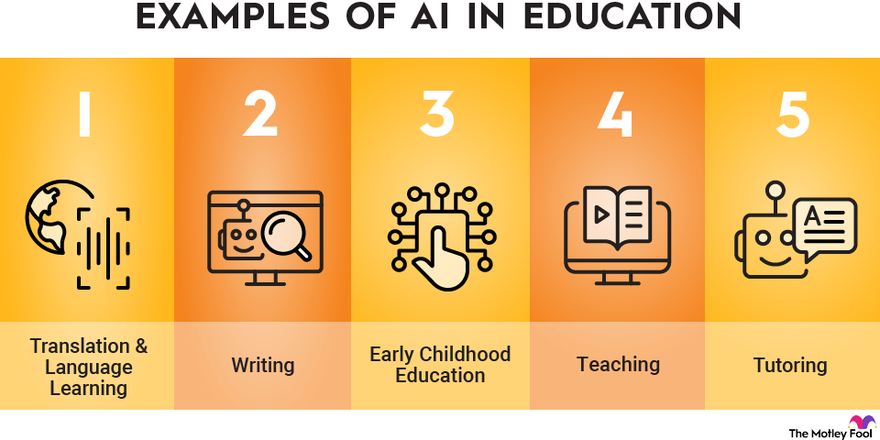 EXAMPLES OF AI IN EDUCATION
1
2
3
4
5
A
Translation &
Language
Learning
Writing
Early Childhood
Education
Teaching
Tutoring
The Motley Fool